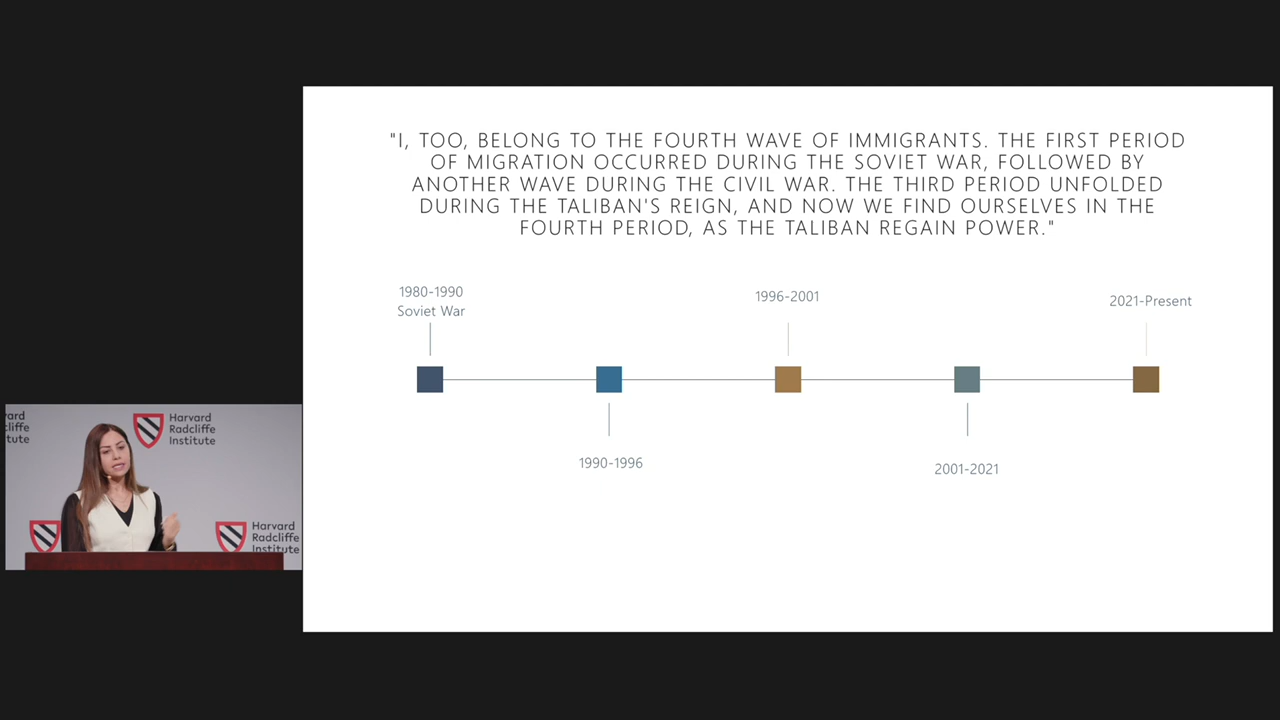 "I, TOO, BELONG TO THE FOURTH WAVE OF IMMIGRANTS. THE FIRST PERIOD
OF MIGRATION OCCURRED DURING THE SOVIET WAR, FOLLOWED BY
ANOTHER WAVE DURING THE CIVIL WAR. THE THIRD PERIOD UNFOLDED
DURING THE TALIBAN'S REIGN, AND NOW WE FIND OURSELVES IN THE
FOURTH PERIOD, AS THE TALIBAN REGAIN POWER."
1980-1990
Soviet War
1996-2001
2021-Present
1990-1996
2001-2021
vard
cliffe
itute
Harvard
Radcliffe
Institute
Harvard
Radcliffe
Institute